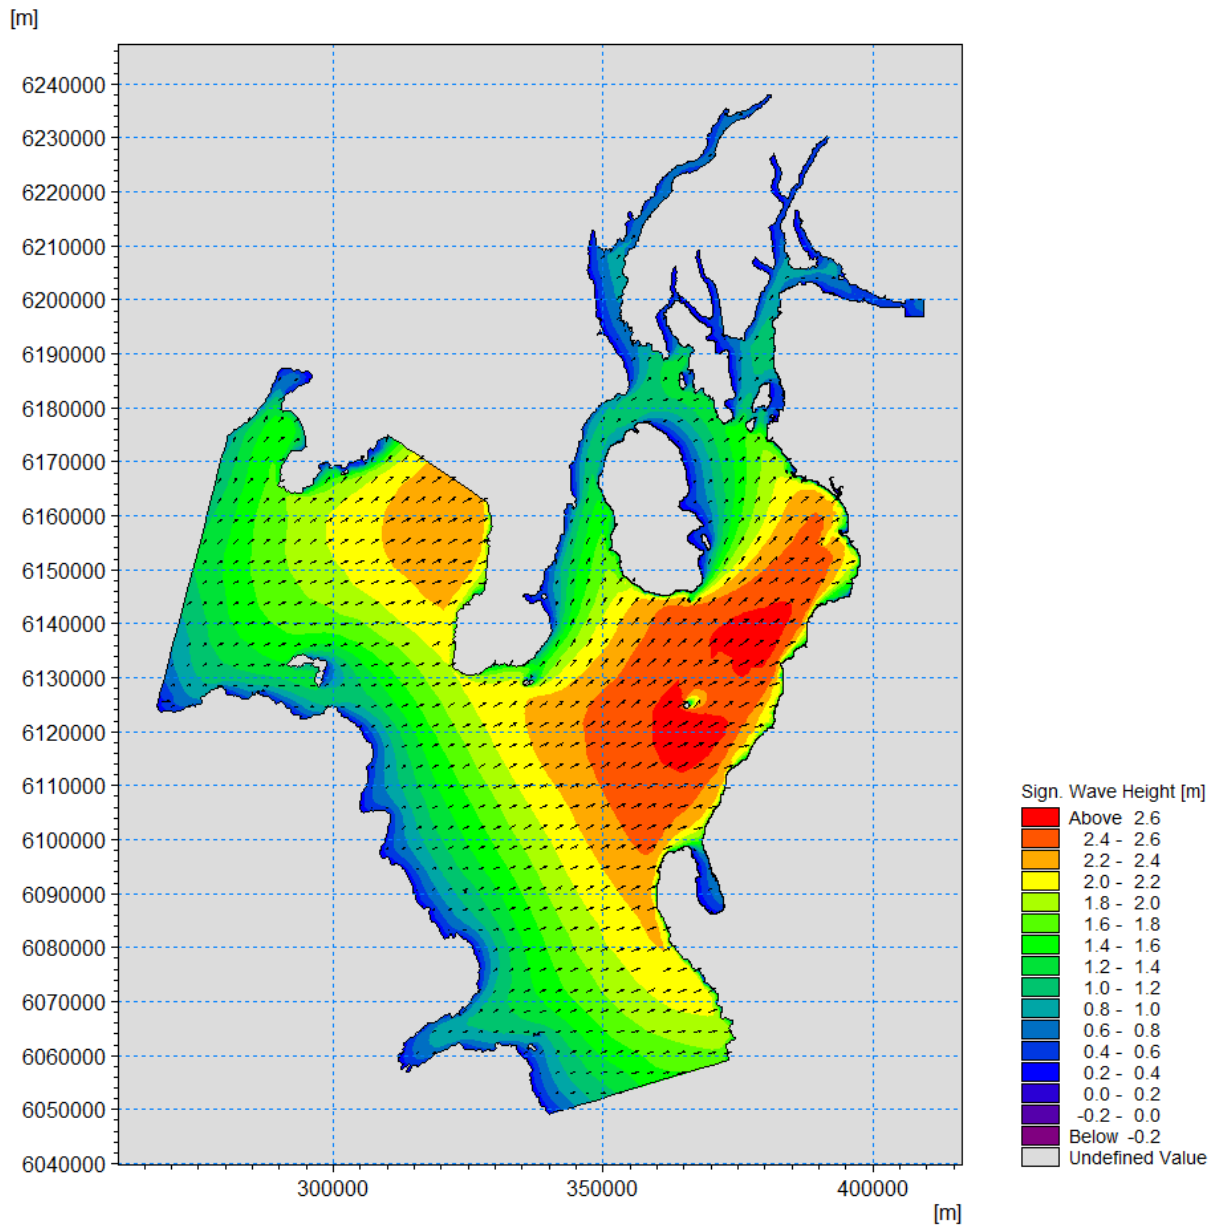 [m]
6240000
6230000
6220000
6210000
6200000
6190000
6180000
6170000
6160000
6150000
6140000
6130000
6120000
6110000
6100000
6090000
6080000
6070000
6060000
6050000
6040000
300000 350000 400000
[m]
Sign. Wave Height [m]
Above 2.6
2.4 - 2.6
2.2 - 2.4
2.0 - 2.2
1.8 - 2.0
1.6 - 1.8
1.4 - 1.6
1.2 - 1.4
1.0 - 1.2
0.8 - 1.0
0.6 - 0.8
0.4 - 0.6
0.2 - 0.4
0.0 - 0.2
-0.2 - 0.0
Below -0.2
Undefined Value